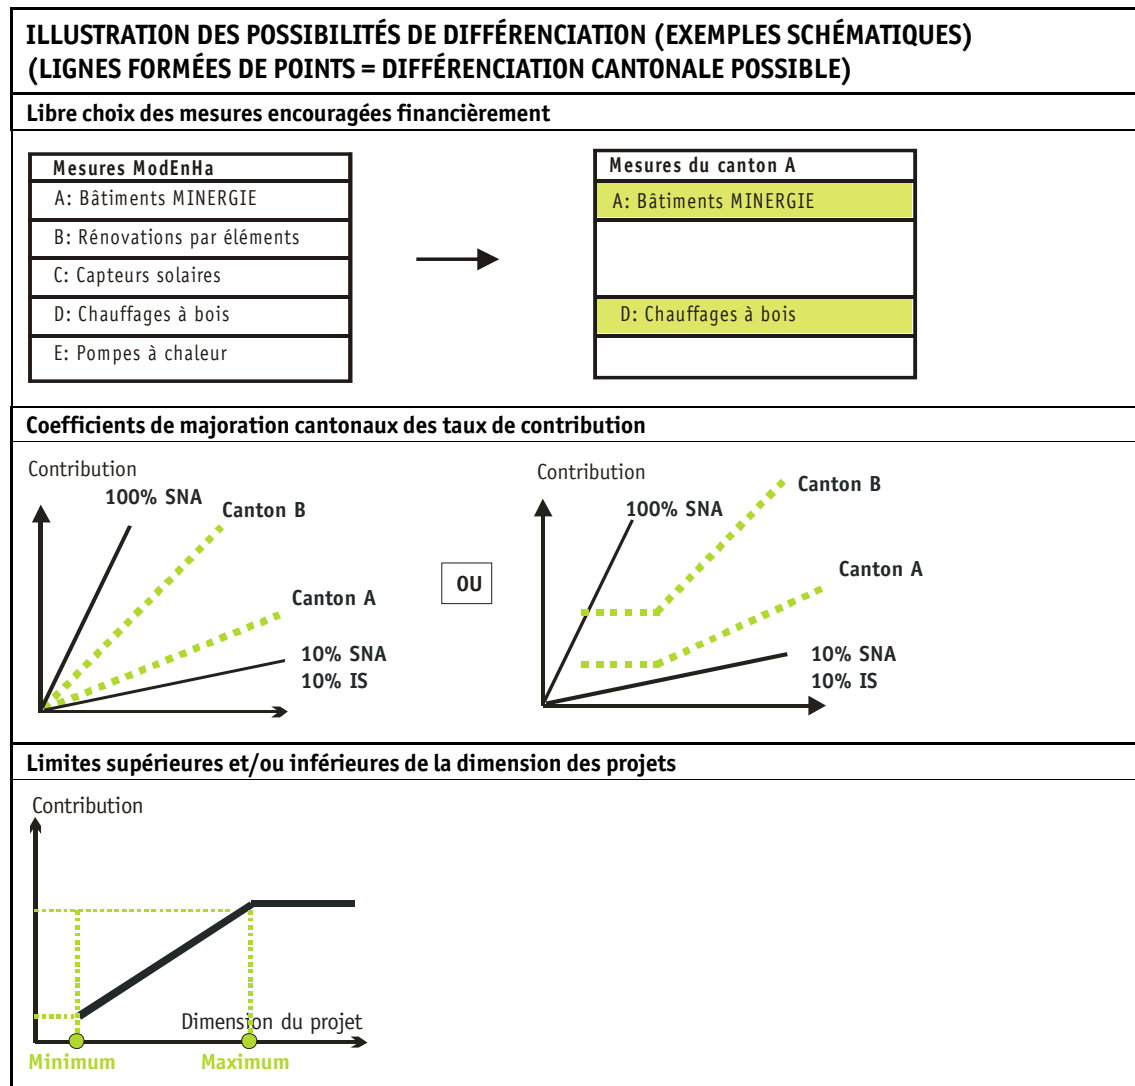 ILLUSTRATION DES POSSIBILITÉS DE DIFFÉRENCIATION (EXEMPLES SCHÉMATIQUES)
(LIGNES FORMÉES DE POINTS = DIFFÉRENCIATION CANTONALE POSSIBLE)
Libre choix des mesures encouragées financièrement
Mesures ModEnHa
A: Bâtiments MINERGIE
B: Rénovations par éléments
C: Capteurs solaires
D: Chauffages à bois
E: Pompes à chaleur
Mesures du canton A
A: Bâtiments MINERGIE
D: Chauffages à bois
Coefficients de majoration cantonaux des taux de contribution
Contribution
100% SNA
Canton B
Canton A
10% SNA
10% IS
OU
Contribution
100% SNA
Canton B
Canton A
10% SNA
10% IS
Limites supérieures et/ou inférieures de la dimension des projets
Contribution
Dimension du projet
Minimum
Maximum